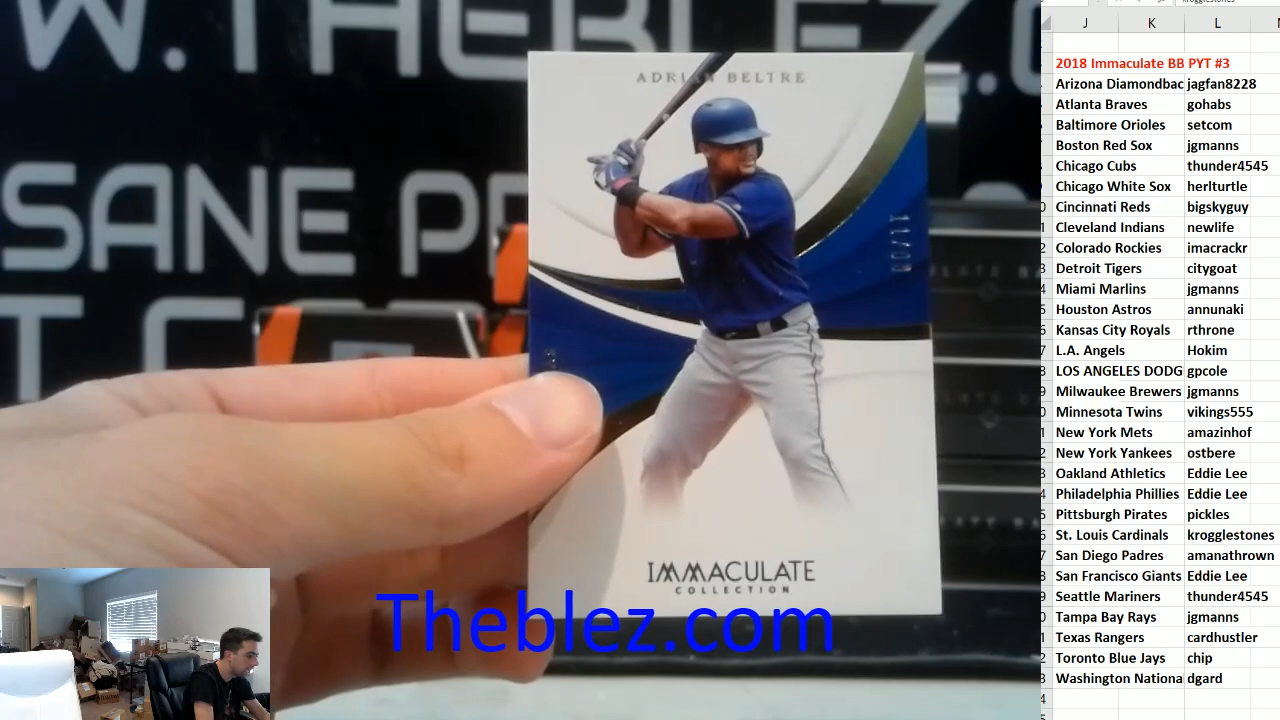 W.THEBLEZ.C
SANE PR
ADRIAN BELTRE
IMMACULATE
COLLECTION
Theblez.com
J K L
2018 Immaculate BB PYT #3
Arizona Diamondbac jagfan8228
Atlanta Braves gohabs
Baltimore Orioles setcom
Boston Red Sox jgmanns
Chicago Cubs thunder4545
Chicago White Sox herlturtle
Cincinnati Reds bigskyguy
Cleveland Indians newlife
Colorado Rockies imacrackr
Detroit Tigers citygoat
Miami Marlins jgmanns
Houston Astros annunaki
Kansas City Royals rthrone
L.A. Angels Hokim
LOS ANGELES DODG gpcole
Milwaukee Brewers jgmanns
Minnesota Twins vikings555
New York Mets amazinhof
New York Yankees ostbere
Oakland Athletics Eddie Lee
Philadelphia Phillies Eddie Lee
Pittsburgh Pirates pickles
St. Louis Cardinals krogglestones
San Diego Padres amanathrown
San Francisco Giants Eddie Lee
Seattle Mariners thunder4545
Tampa Bay Rays jgmanns
Texas Rangers cardhustler
Toronto Blue Jays chip
Washington Nationa dgard